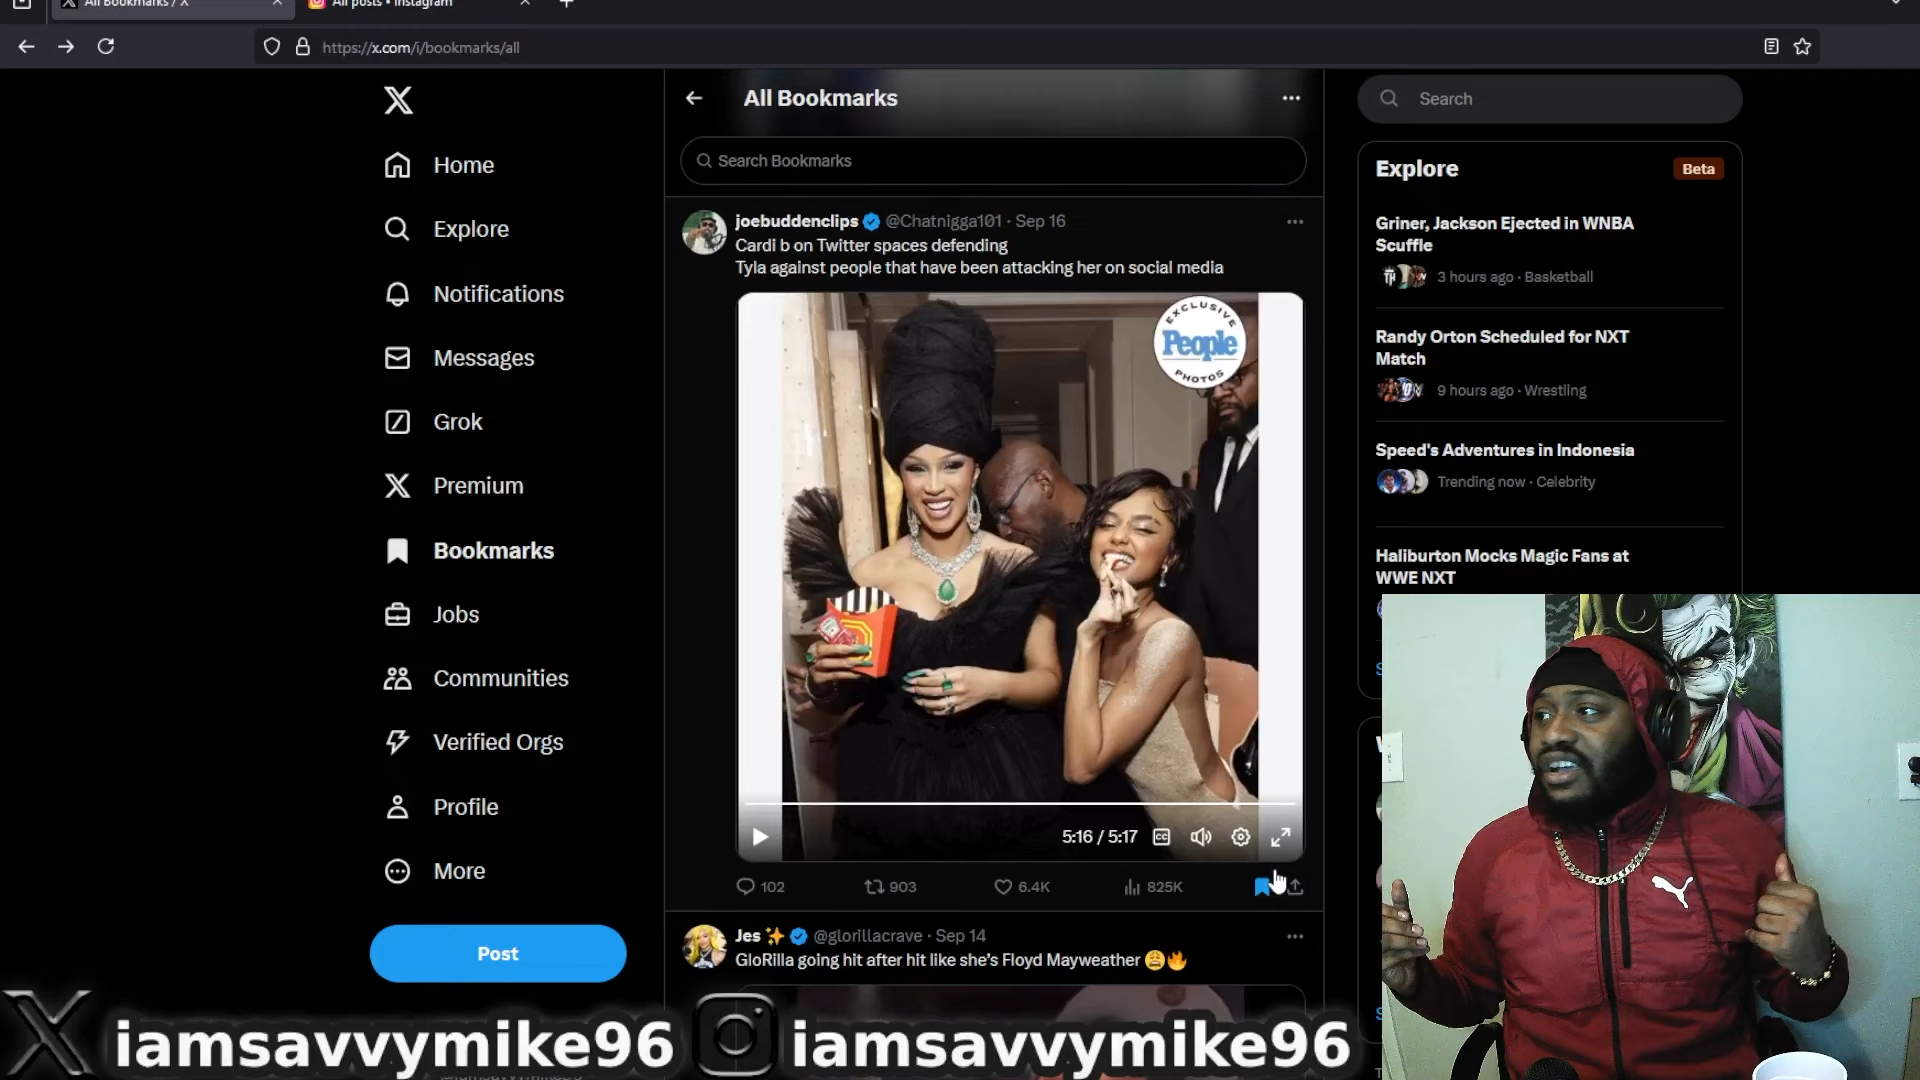 All Bookmarks / X
All posts • Instagram
https://x.com/i/bookmarks/all
Home
Explore
Notifications
Messages
Grok
Premium
Bookmarks
Jobs
Communities
Verified Orgs
Profile
More
Post
All Bookmarks
Search Bookmarks
joebuddenclips @Chatnigga101 · Sep 16
Cardi b on Twitter spaces defending
Tyla against people that have been attacking her on social media
EXCLUSIVE
People
PHOTOS
5:16 / 5:17
CC
102 903 6.4K 825K
Jes ✨ @glorillacrave · Sep 14
GloRilla going hit after hit like she's Floyd Mayweather 😩🔥
Search
Explore
Beta
Griner, Jackson Ejected in WNBA
Scuffle
3 hours ago · Basketball
Randy Orton Scheduled for NXT
Match
9 hours ago · Wrestling
Speed's Adventures in Indonesia
Trending now · Celebrity
Haliburton Mocks Magic Fans at
WWE NXT
iamsavvymike96
iamsavvymike96